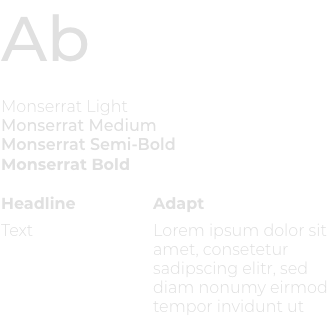 Ab
Monserrat Light
Monserrat Medium
Monserrat Semi-Bold
Monserrat Bold
Headline
Adapt
Text
Lorem ipsum dolor sit
amet, consetetur
sadipscing elitr, sed
diam nonumy eirmod
tempor invidunt ut